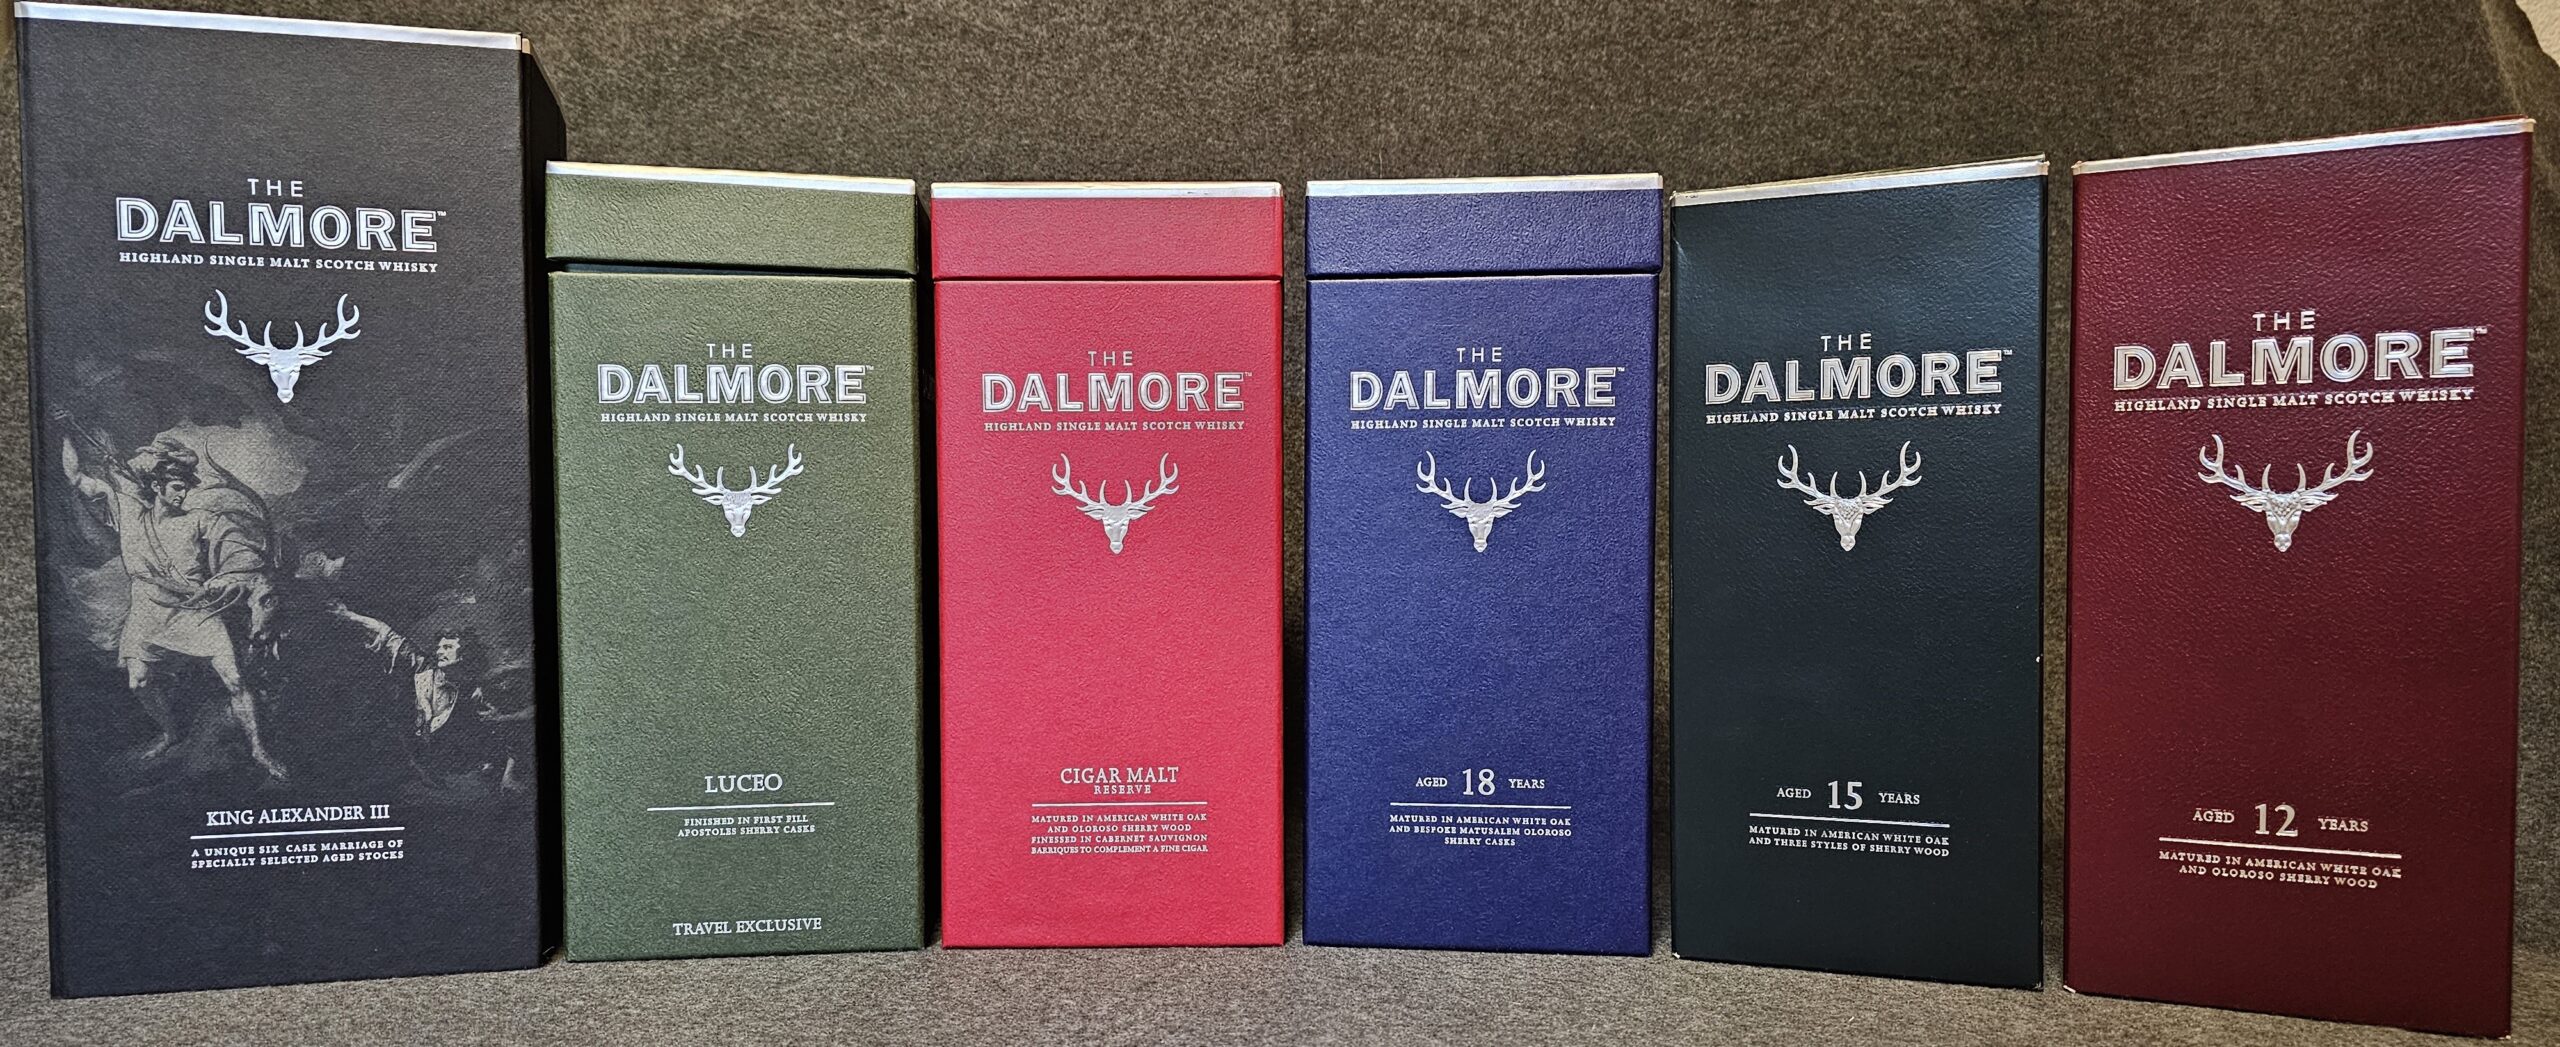 THE
DALMORE™
HIGHLAND SINGLE MALT SCOTCH WHISKY
KING ALEXANDER III
A UNIQUE SIX CASK MARRIAGE OF
SPECIALLY SELECTED AGED STOCKS
THE
DALMORE™
HIGHLAND SINGLE MALT SCOTCH WHISKY
LUCEO
FINISHED IN FIRST FILL
APOSTOLES SHERRY CASKS
TRAVEL EXCLUSIVE
THE
DALMORE™
HIGHLAND SINGLE MALT SCOTCH WHISKY
CIGAR MALT
RESERVE
MATURED IN AMERICAN WHITE OAK
AND OLOROSO SHERRY WOOD
FINESSED IN CABERNET SAUVIGNON
BARRIQUES TO COMPLEMENT A FINE CIGAR
THE
DALMORE™
HIGHLAND SINGLE MALT SCOTCH WHISKY
AGED 18 YEARS
MATURED IN AMERICAN WHITE OAK
AND BESPOKE MATUSALEM OLOROSO
SHERRY CASKS
THE
DALMORE™
HIGHLAND SINGLE MALT SCOTCH WHISKY
AGED 15 YEARS
MATURED IN AMERICAN WHITE OAK
AND THREE STYLES OF SHERRY WOOD
THE
DALMORE™
HIGHLAND SINGLE MALT SCOTCH WHISKY
AGED 12 YEARS
MATURED IN AMERICAN WHITE OAK
AND OLOROSO SHERRY WOOD